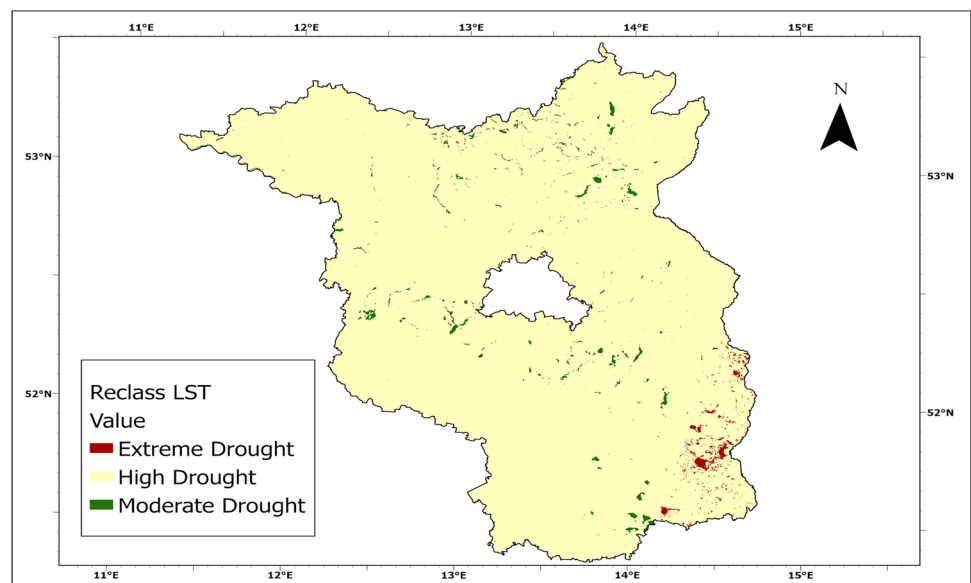 11°E 12°E 13°E 14°E 15°E
N
53°N
53°N
52°N
52°N
Reclass LST
Value
Extreme Drought
High Drought
Moderate Drought
11°E 12°E 13°E 14°E 15°E